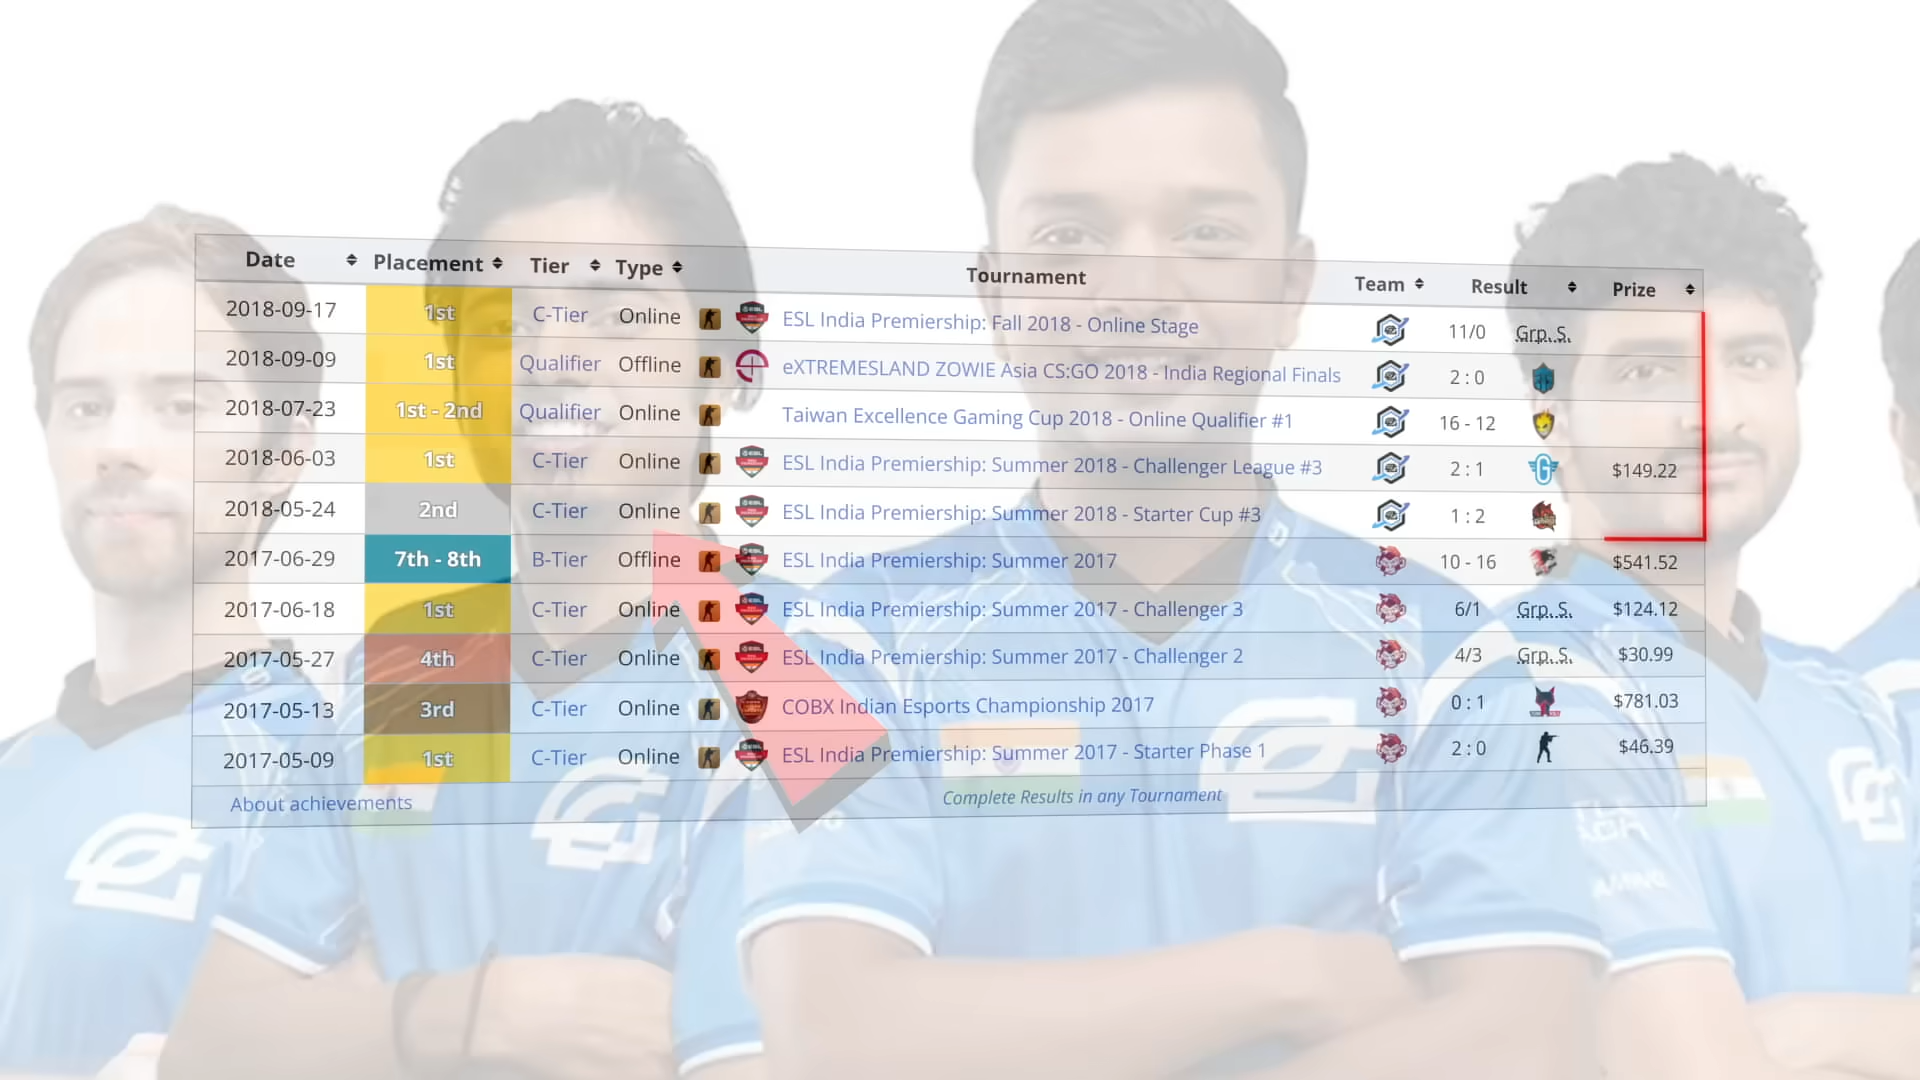 Date Placement Tier Type Tournament Team Result Prize
2018-09-17 1st C-Tier Online ESL India Premiership: Fall 2018 - Online Stage 11/0 Grp. S.
2018-09-09 1st Qualifier Offline eXTREMESLAND ZOWIE Asia CS:GO 2018 - India Regional Finals 2 : 0
2018-07-23 1st - 2nd Qualifier Online Taiwan Excellence Gaming Cup 2018 - Online Qualifier #1 16 - 12
2018-06-03 1st C-Tier Online ESL India Premiership: Summer 2018 - Challenger League #3 2 : 1 $149.22
2018-05-24 2nd C-Tier Online ESL India Premiership: Summer 2018 - Starter Cup #3 1 : 2
2017-06-29 7th - 8th B-Tier Offline ESL India Premiership: Summer 2017 10 - 16 $541.52
2017-06-18 1st C-Tier Online ESL India Premiership: Summer 2017 - Challenger 3 6/1 Grp. S. $124.12
2017-05-27 4th C-Tier Online ESL India Premiership: Summer 2017 - Challenger 2 4/3 Grp. S. $30.99
2017-05-13 3rd C-Tier Online COBX Indian Esports Championship 2017 0 : 1 $781.03
2017-05-09 1st C-Tier Online ESL India Premiership: Summer 2017 - Starter Phase 1 2 : 0 $46.39
About achievements Complete Results in any Tournament